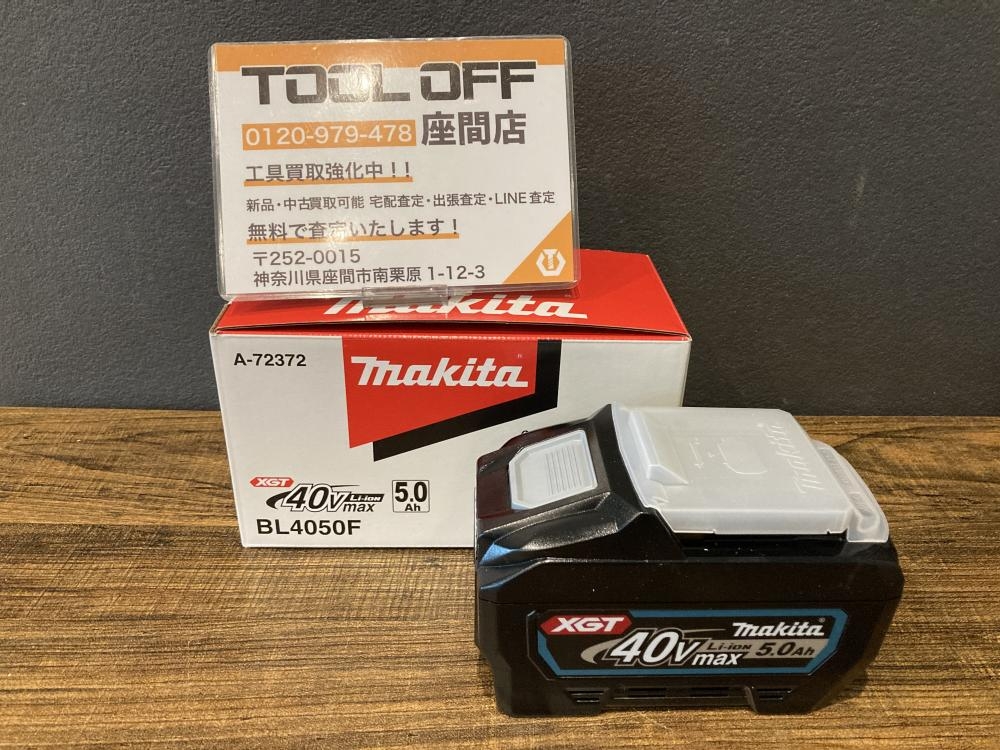 TOOL OFF
0120-979-478 座間店
工具買取強化中!!
新品・中古買取可能 宅配査定・出張査定・LINE査定
無料で査定いたします!
〒252-0015
神奈川県座間市南栗原 1-12-3
makita
A-72372
makita
XGT 40Vmax Li-ion 5.0 Ah
BL4050F
makita
XGT 40Vmax Li-ion makita 5.0Ah